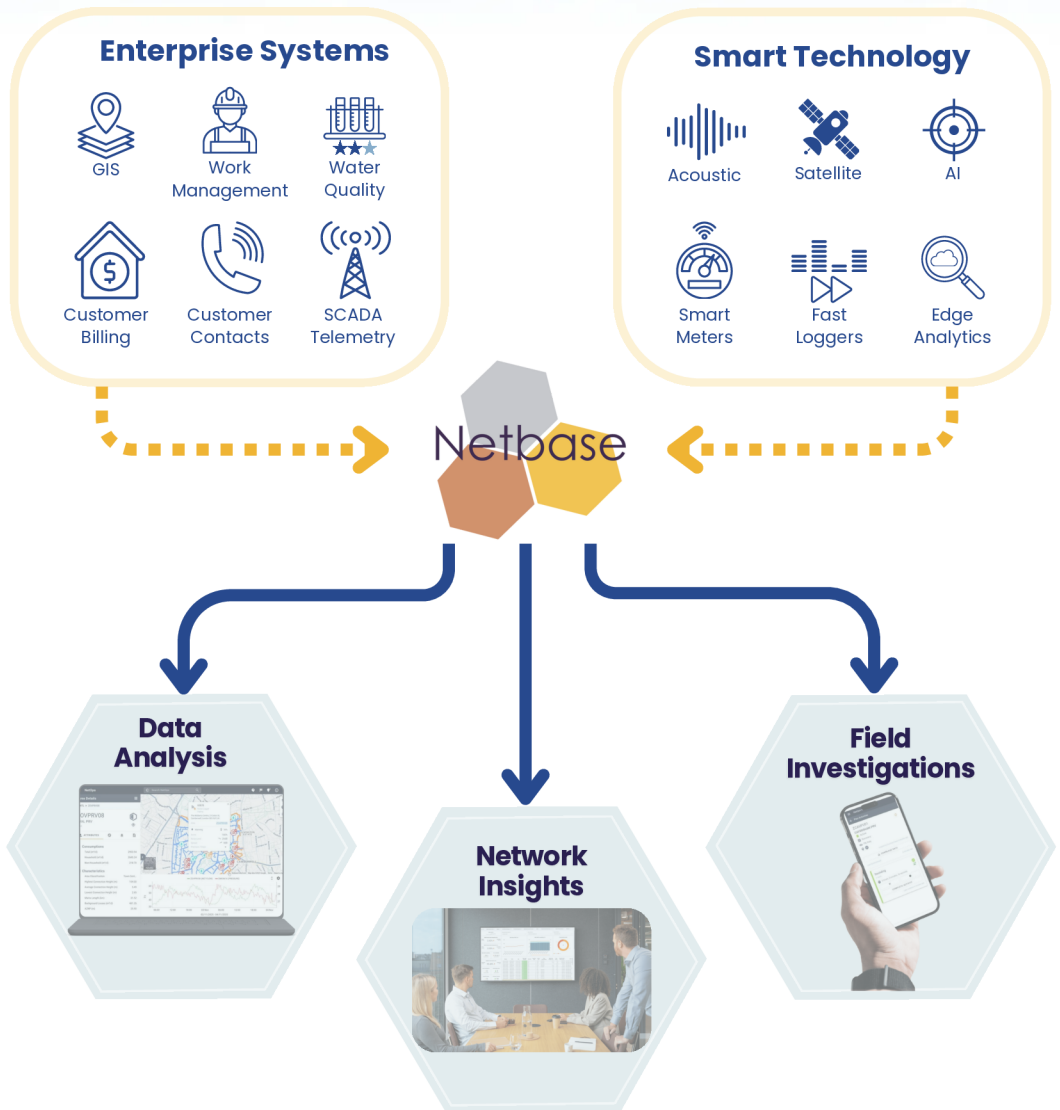 Enterprise Systems
GIS
Work
Management
Water
Quality
Customer
Billing
Customer
Contacts
SCADA
Telemetry
Smart Technology
Acoustic
Satellite
AI
Smart
Meters
Fast
Loggers
Edge
Analytics
Netbase
Data
Analysis
Network
Insights
Field
Investigations